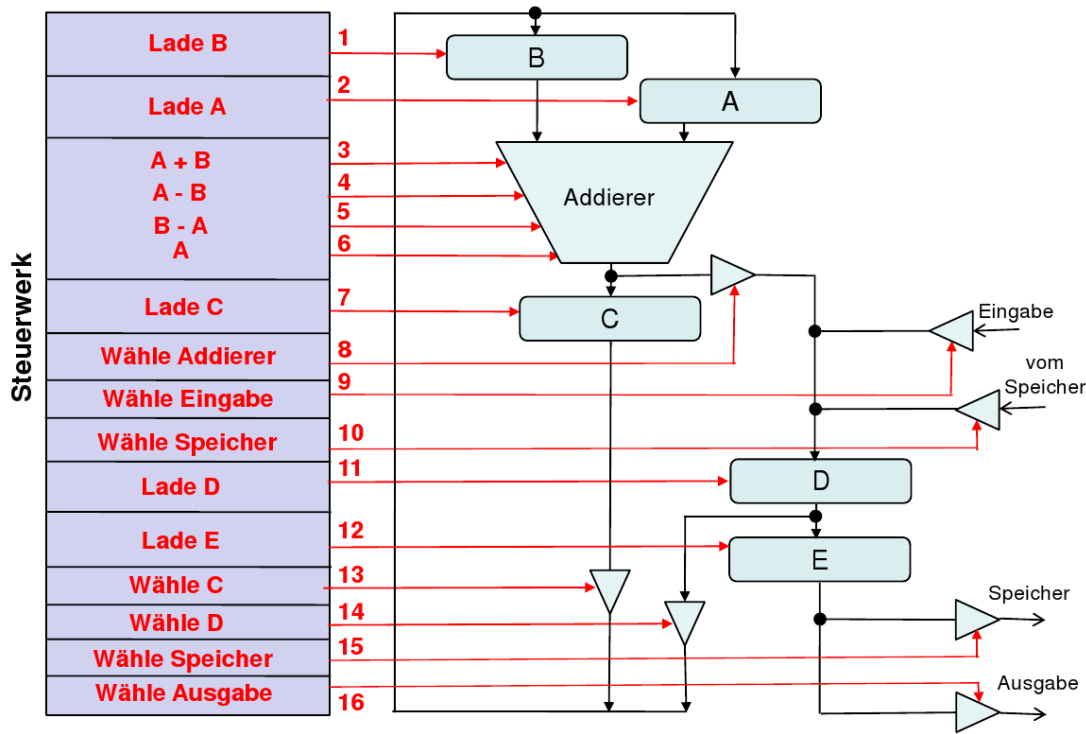 Steuerwerk
Lade B
1
B
Lade A
2
A
A + B
3
A - B
4
B - A
5
A
6
Addierer
Lade C
7
C
Wähle Addierer
8
Eingabe
Wähle Eingabe
9
vom
Speicher
Wähle Speicher
10
Lade D
11
D
Lade E
12
E
Wähle C
13
Wähle D
14
Speicher
Wähle Speicher
15
Wähle Ausgabe
16
Ausgabe